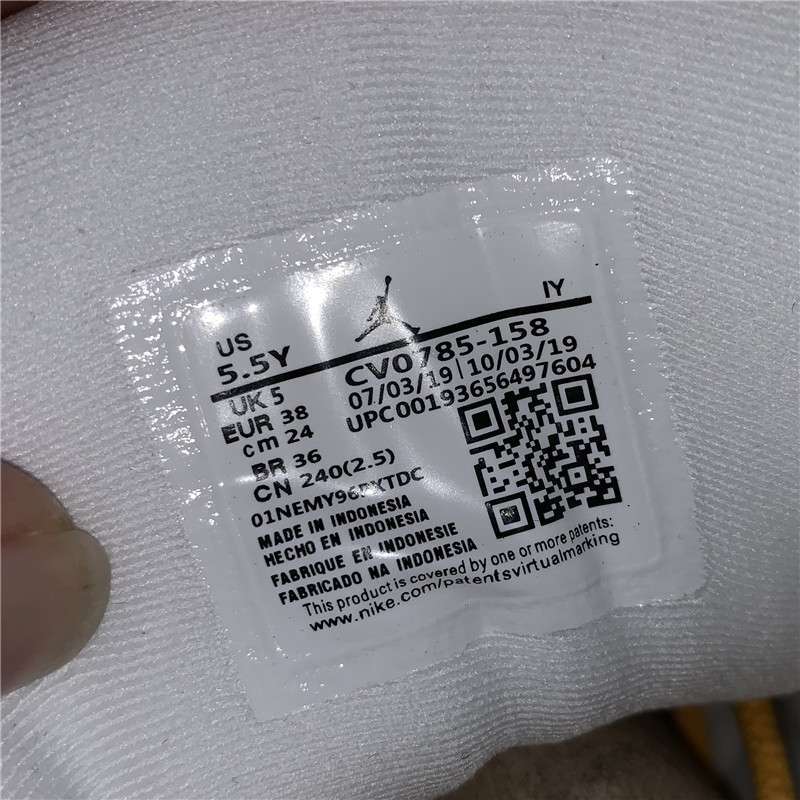 US
IY
5.5Y
CV0785-158
UK 5
07/03/19 10/03/19
EUR 38
UPC00193656497604
cm 24
BR 36
CN 240(2.5)
MADE IN INDONESIA
HECHO EN INDONESIA
FABRIQUE EN INDONESIE
FABRICADO NA INDONESIA
This product is covered by one or more patents:
www.nike.com/patentsvirtualmarking